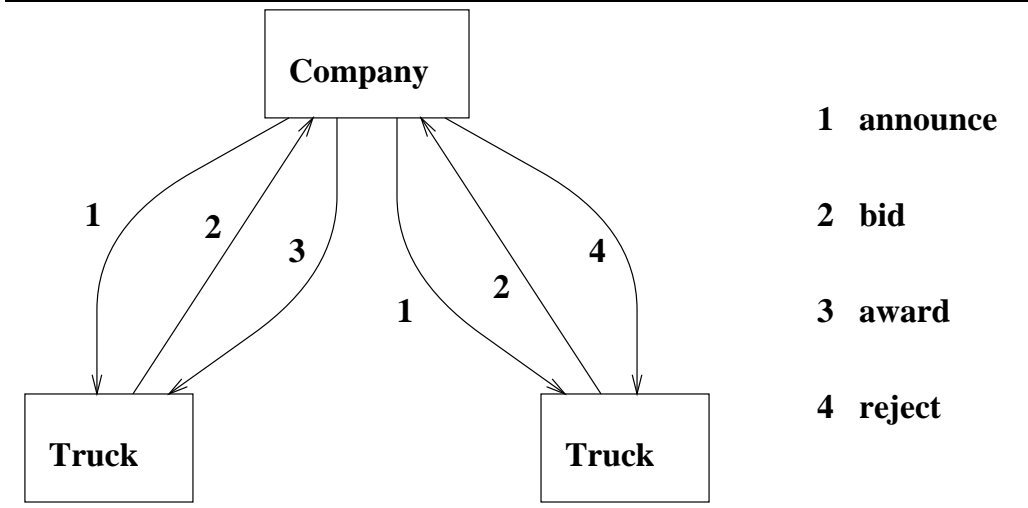 Company
1 announce
1
2
3
1
2
4
2 bid
3 award
4 reject
Truck
Truck